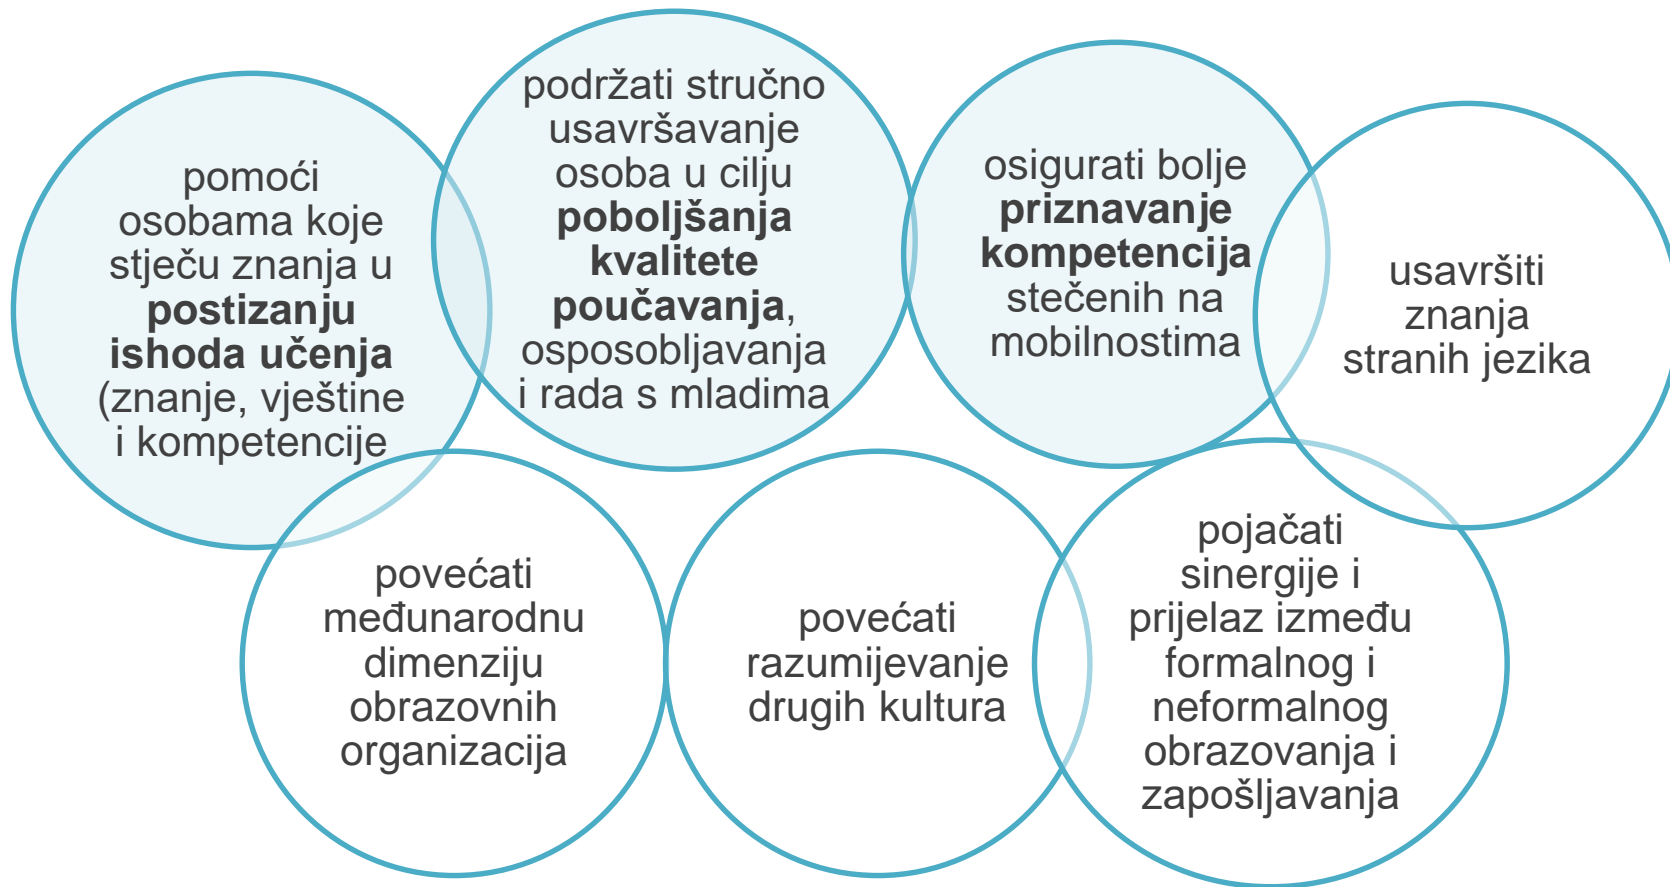 pomoći
osobama koje
stječu znanja u
postizanju
ishoda učenja
(znanje, vještine
i kompetencije
podržati stručno
usavršavanje
osoba u cilju
poboljšanja
kvalitete
poučavanja,
osposobljavanja
i rada s mladima
osigurati bolje
priznavanje
kompetencija
stečenih na
mobilnostima
usavršiti
znanja
stranih jezika
povećati
međunarodnu
dimenziju
obrazovnih
organizacija
povećati
razumijevanje
drugih kultura
pojačati
sinergije i
prijelaz između
formalnog i
neformalnog
obrazovanja i
zapošljavanja